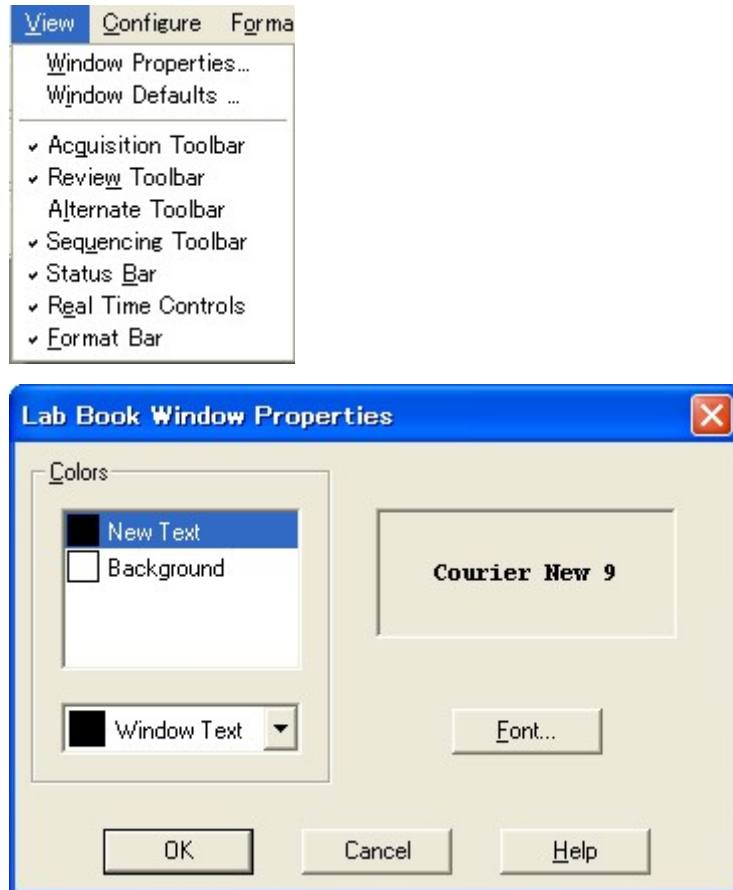 View Configure Forma
Window Properties...
Window Defaults ...
Acquisition Toolbar
Review Toolbar
Alternate Toolbar
Sequencing Toolbar
Status Bar
Real Time Controls
Format Bar
Lab Book Window Properties
Colors
New Text
Background
Courier New 9
Window Text
Font...
OK Cancel Help